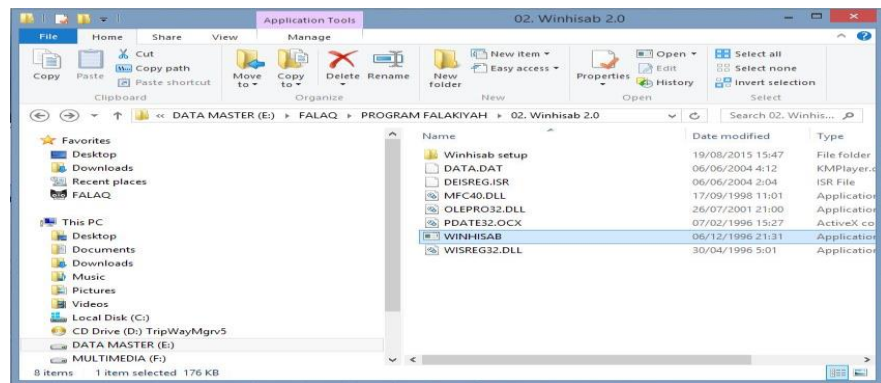 Application Tools
02. Winhisab 2.0
File Home Share View Manage
Copy
Paste
Cut
Copy path
Paste shortcut
Move to
Copy to
Delete
Rename
New folder
New item
Easy access
Properties
Open
Edit
History
Select all
Select none
Invert selection
Clipboard Organize New Open Select
« DATA MASTER (E:) FALAQ PROGRAM FALAKIYAH 02. Winhisab 2.0
Search 02. Winhis...
Favorites
Desktop
Downloads
Recent places
FALAQ
This PC
Desktop
Documents
Downloads
Music
Pictures
Videos
Local Disk (C:)
CD Drive (D:) TripWayMgrv5
DATA MASTER (E:)
MULTIMEDIA (F:)
Name Date modified Type
Winhisab setup 19/08/2015 15:47 File folder
DATA.DAT 06/06/2004 4:12 KMPlayer.c
DEISREG.ISR 06/06/2004 2:04 ISR File
MFC40.DLL 17/09/1998 11:01 Application
OLEPRO32.DLL 26/07/2001 21:00 Application
PDATE32.OCX 07/02/1996 15:27 ActiveX co
WINHISAB 06/12/1996 21:31 Application
WISREG32.DLL 30/04/1996 5:01 Application
8 items 1 item selected 176 KB